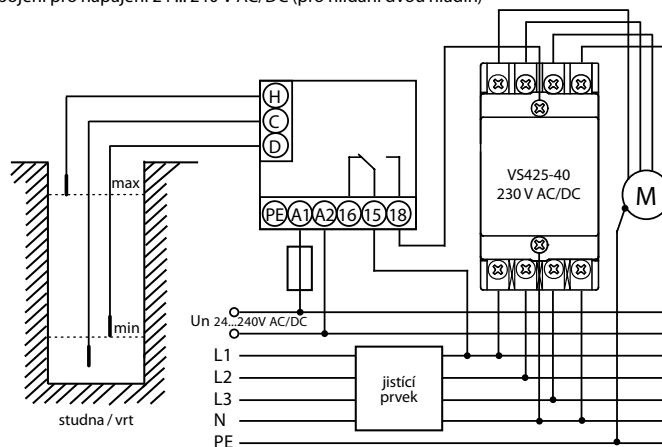 pojení pro napájení 24 ... 240 V AC/DC (pro hlídání dvou hladin)
H
C
D
PE A1 A2 16 15 18
VS425-40
230 V AC/DC
M
max
min
studna / vrt
Un 24...240V AC/DC
L1
L2
L3
N
PE
jistící
prvek